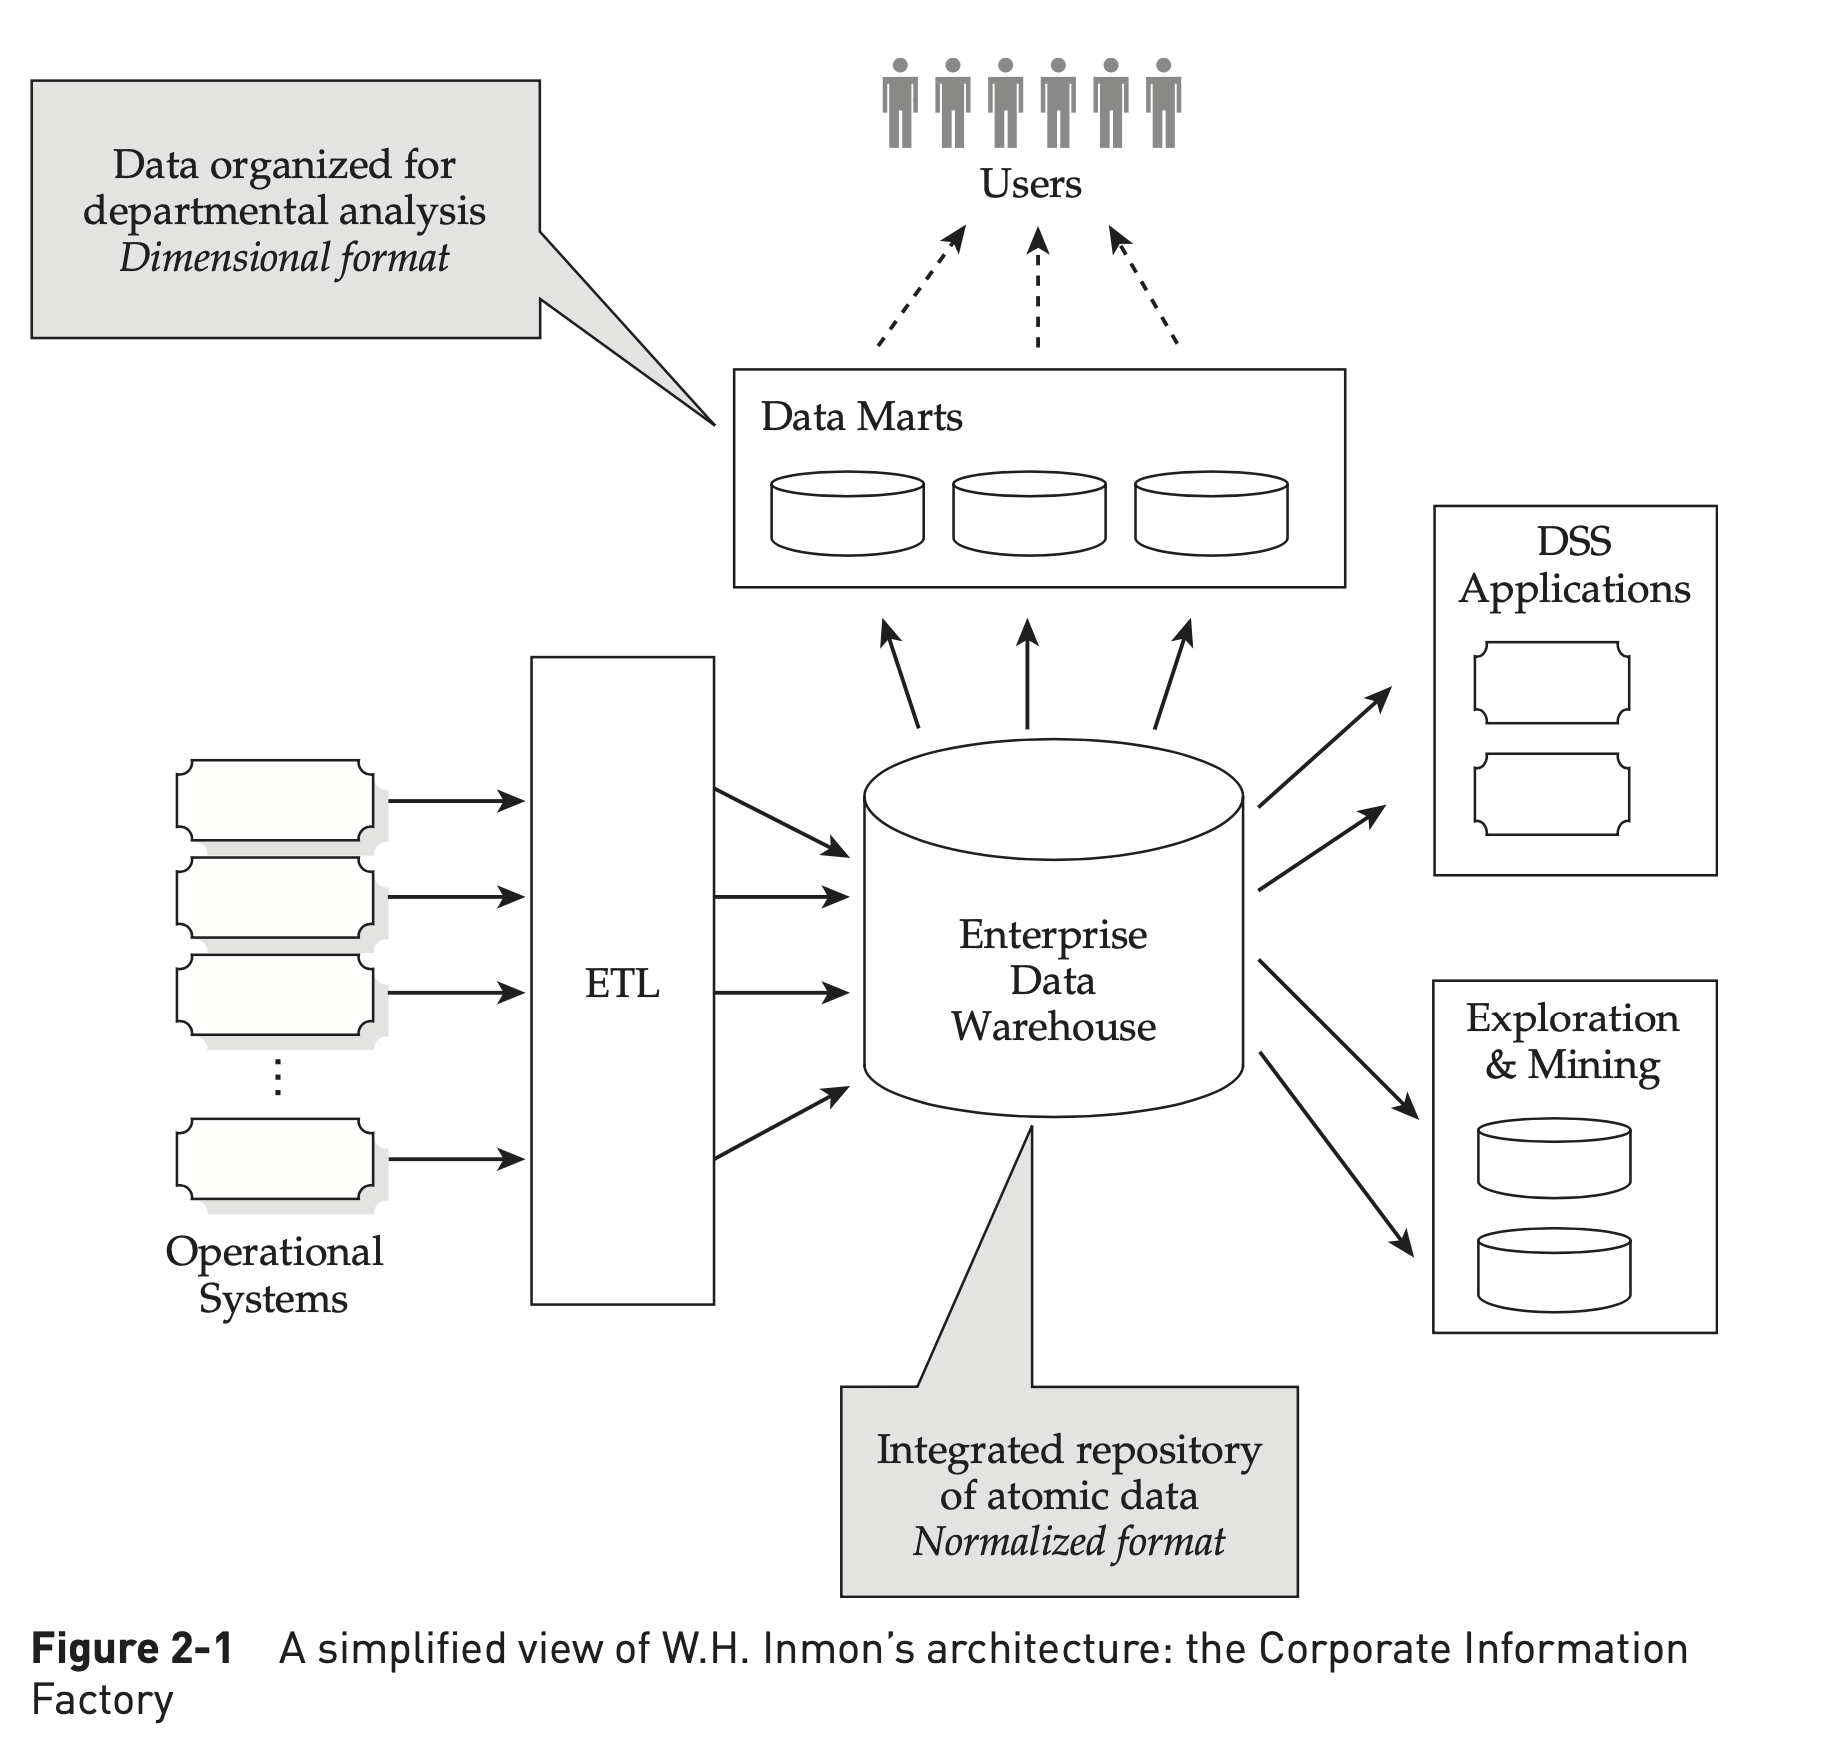 Users
Data organized for
departmental analysis
Dimensional format
Data Marts
DSS
Applications
ETL
Enterprise
Data
Warehouse
Exploration
& Mining
Operational
Systems
Integrated repository
of atomic data
Normalized format
Figure 2-1 A simplified view of W.H. Inmon’s architecture: the Corporate Information
Factory